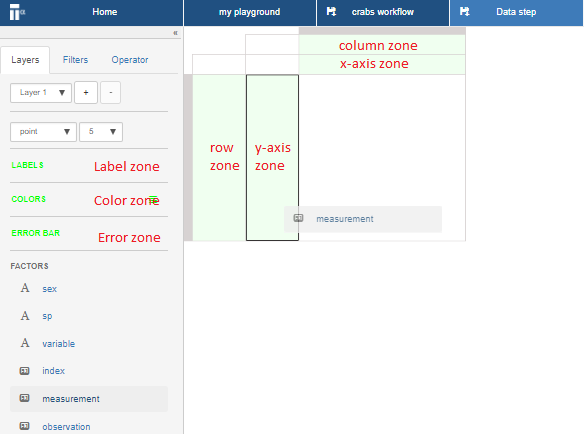 Home
my playground
crabs workflow
Data step
«
Layers
Filters
Operator
Layer 1
+
-
point
5
LABELS
Label zone
COLORS
Color zone
ERROR BAR
Error zone
FACTORS
A sex
A sp
A variable
index
measurement
observation
column zone
x-axis zone
row
zone
y-axis
zone
measurement